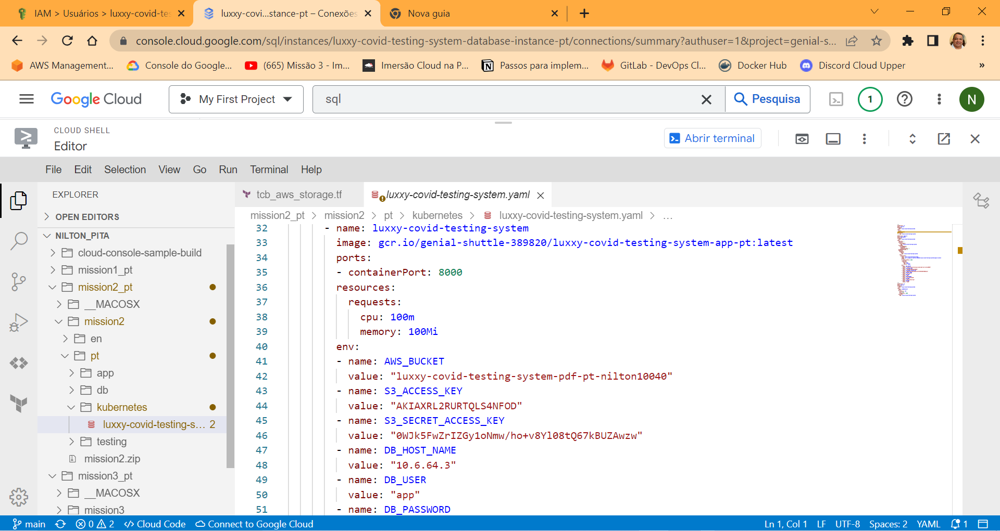 IAM > Usuários > luxxy-covid-tes
luxxy-covi...stance-pt – Conexões
Nova guia
console.cloud.google.com/sql/instances/luxxy-covid-testing-system-database-instance-pt/connections/summary?authuser=1&project=genial-s...
AWS Management...
Console do Google...
(665) Missão 3 - Im...
Imersão Cloud na P...
Passos para implem...
GitLab - DevOps Cl...
Docker Hub
Discord Cloud Upper
»
Google Cloud
My First Project
sql
Pesquisa
1
N
CLOUD SHELL
Editor
Abrir terminal
File Edit Selection View Go Run Terminal Help
EXPLORER
OPEN EDITORS
NILTON_PITA
cloud-console-sample-build
mission1_pt
mission2_pt
__MACOSX
mission2
en
pt
app
db
kubernetes
luxxy-covid-testing-s... 2
testing
mission2.zip
mission3_pt
__MACOSX
mission3
tcb_aws_storage.tf
luxxy-covid-testing-system.yaml
mission2_pt > mission2 > pt > kubernetes > luxxy-covid-testing-system.yaml > ...
32 - name: luxxy-covid-testing-system
33 image: gcr.io/genial-shuttle-389820/luxxy-covid-testing-system-app-pt:latest
34 ports:
35 - containerPort: 8000
36 resources:
37 requests:
38 cpu: 100m
39 memory: 100Mi
40 env:
41 - name: AWS_BUCKET
42 value: "luxxy-covid-testing-system-pdf-pt-nilton10040"
43 - name: S3_ACCESS_KEY
44 value: "AKIAXRL2RURTQLS4NFOD"
45 - name: S3_SECRET_ACCESS_KEY
46 value: "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"
47 - name: DB_HOST_NAME
48 value: "10.6.64.3"
49 - name: DB_USER
50 value: "app"
51 - name: DB_PASSWORD
main 0 2 Cloud Code Connect to Google Cloud
Ln 1, Col 1 LF UTF-8 Spaces: 2 YAML 1